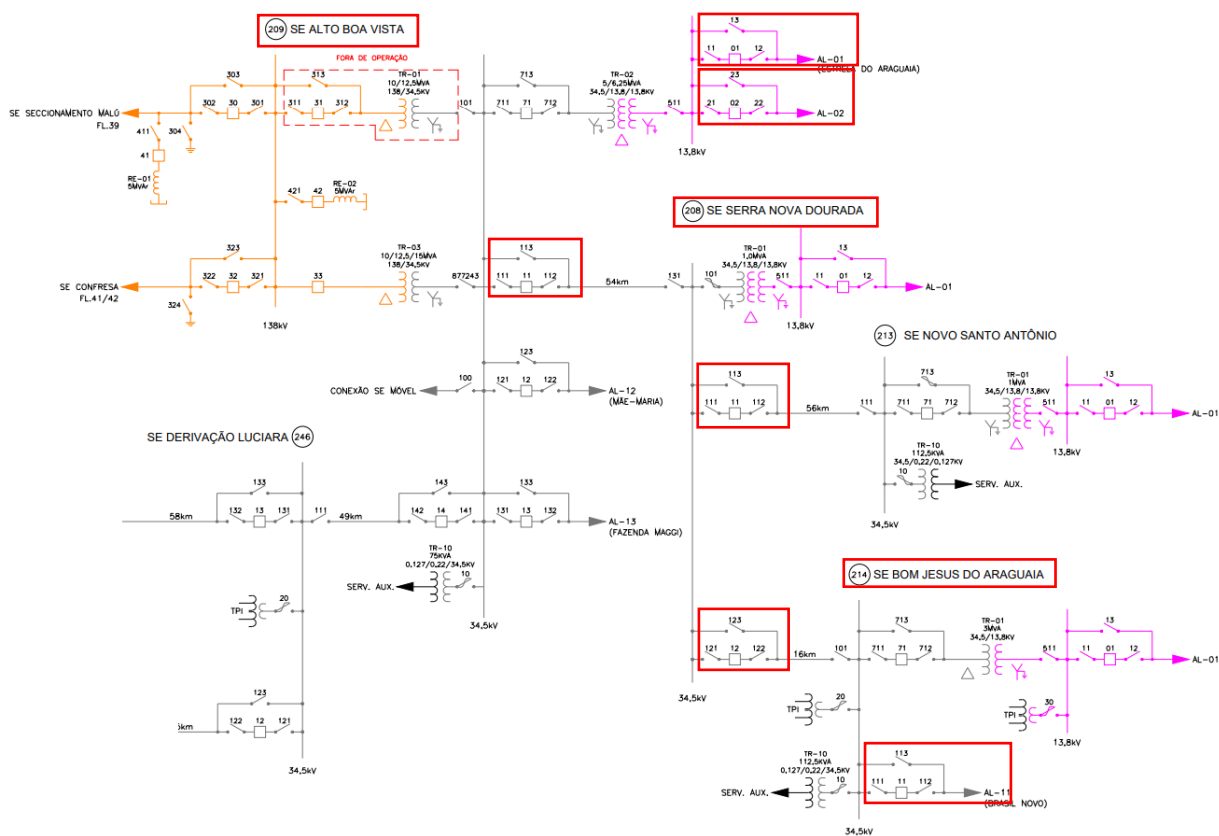 209 SE ALTO BOA VISTA
FORA DE OPERAÇÃO
303
302 30 301
SE SECCIONAMENTO MALÚ
FL.39
411
304
41
RE-01
5MVAr
313
311 31 312
TR-01
10/12,5MVA
138/34,5KV
101
713
711 71 712
TR-02
5/6,25MVA
34,5/13,8/13,8KV
511
13
11 01 12
AL-01
(ESTRELA DO ARAGUAIA)
23
21 02 22
AL-02
13,8kV
421 42
RE-02
5MVAr
323
322 32 321
SE CONFRESA
FL.41/42
324
33
138kV
TR-03
10/12,5/15MVA
138/34,5KV
877243
113
111 11 112
54km
131
208 SE SERRA NOVA DOURADA
101
TR-01
1,0MVA
34,5/13,8/13,8KV
511
13
11 01 12
AL-01
13,8kV
213 SE NOVO SANTO ANTÔNIO
123
CONEXÃO SE MÓVEL
100
121 12 122
AL-12
(MÃE-MARIA)
113
111 11 112
56km
111
713
711 71 712
TR-01
1MVA
34,5/13,8/13,8KV
511
13
11 01 12
AL-01
13,8kV
TR-10
112,5KVA
34,5/0,22/0,127KV
10
SERV. AUX.
34,5kV
SE DERIVAÇÃO LUCIARA 246
133
58km
132 13 131
111
49km
143
142 14 141
133
131 13 132
AL-13
(FAZENDA MAGGI)
TR-10
75KVA
0,127/0,22/34,5KV
SERV. AUX.
10
34,5kV
TPI
20
123
122 12 121
34,5kV
214 SE BOM JESUS DO ARAGUAIA
123
121 12 122
16km
101
34,5kV
713
711 71 712
TR-01
3MVA
34,5/13,8KV
511
13
11 01 12
AL-01
TPI
20
TPI
30
13,8kV
TR-10
112,5KVA
0,127/0,22/34,5KV
SERV. AUX.
10
113
111 11 112
AL-11
(BRASIL NOVO)
34,5kV